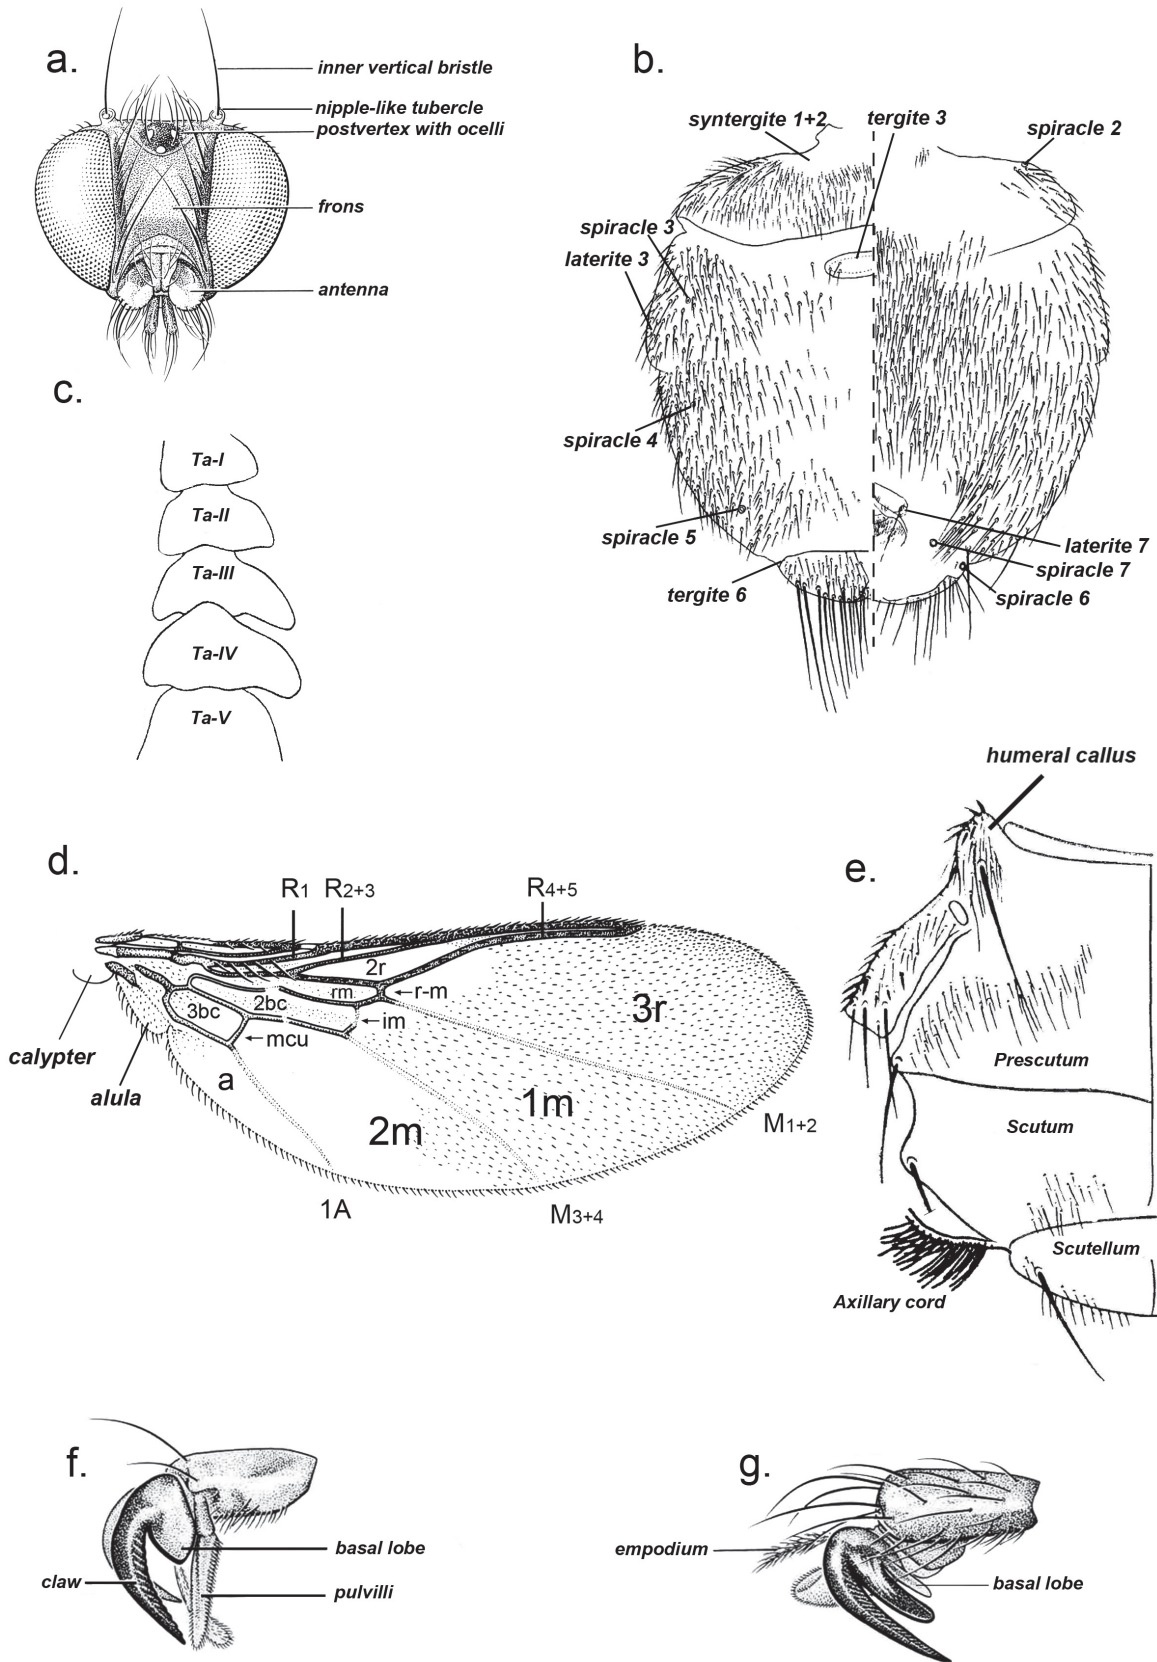 a.
inner vertical bristle
nipple-like tubercle
postvertex with ocelli
frons
antenna
b.
syntergite 1+2
tergite 3
spiracle 2
spiracle 3
laterite 3
spiracle 4
spiracle 5
tergite 6
laterite 7
spiracle 7
spiracle 6
c.
Ta-I
Ta-II
Ta-III
Ta-IV
Ta-V
d.
R1
R2+3
R4+5
2r
rm
r-m
3r
2bc
3bc
im
mcu
calypter
alula
a
1m
2m
M1+2
1A
M3+4
humeral callus
e.
Prescutum
Scutum
Scutellum
Axillary cord
f.
basal lobe
claw
pulvilli
g.
empodium
basal lobe